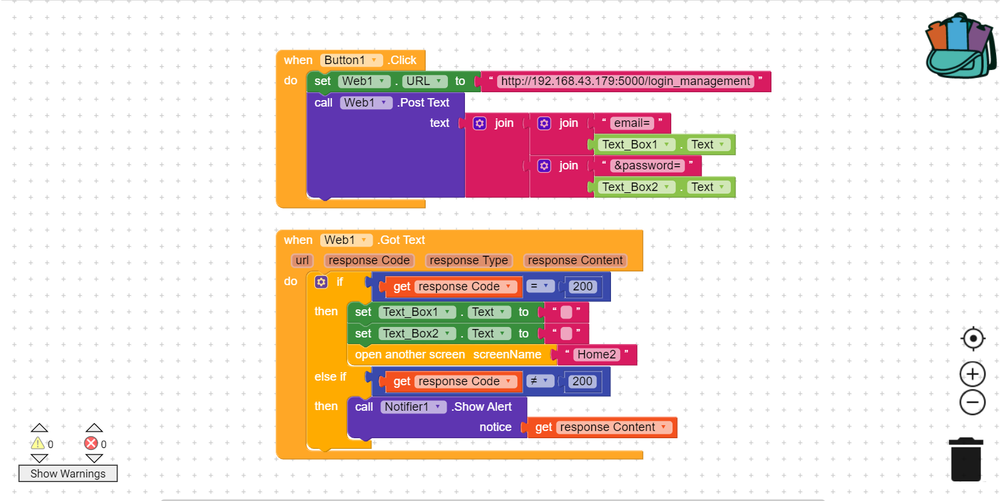 when Button1 .Click
do set Web1 . URL to “ http://192.168.43.179:5000/login_management ”
call Web1 .Post Text
text join join “ email= ”
Text_Box1 . Text
join “ &password= ”
Text_Box2 . Text
when Web1 .Got Text
url response Code response Type response Content
do if get response Code = 200
then set Text_Box1 . Text to “ ”
set Text_Box2 . Text to “ ”
open another screen screenName “ Home2 ”
else if get response Code ≠ 200
then call Notifier1 .Show Alert
notice get response Content
0 0
Show Warnings